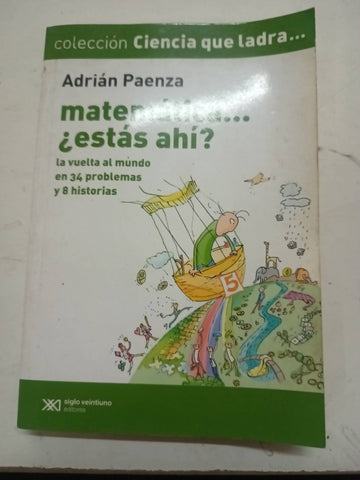 colección Ciencia que ladra...
Adrián Paenza
matemática...
¿estás ahí?
la vuelta al mundo
en 34 problemas
y 8 historias
5
siglo veintiuno
editores